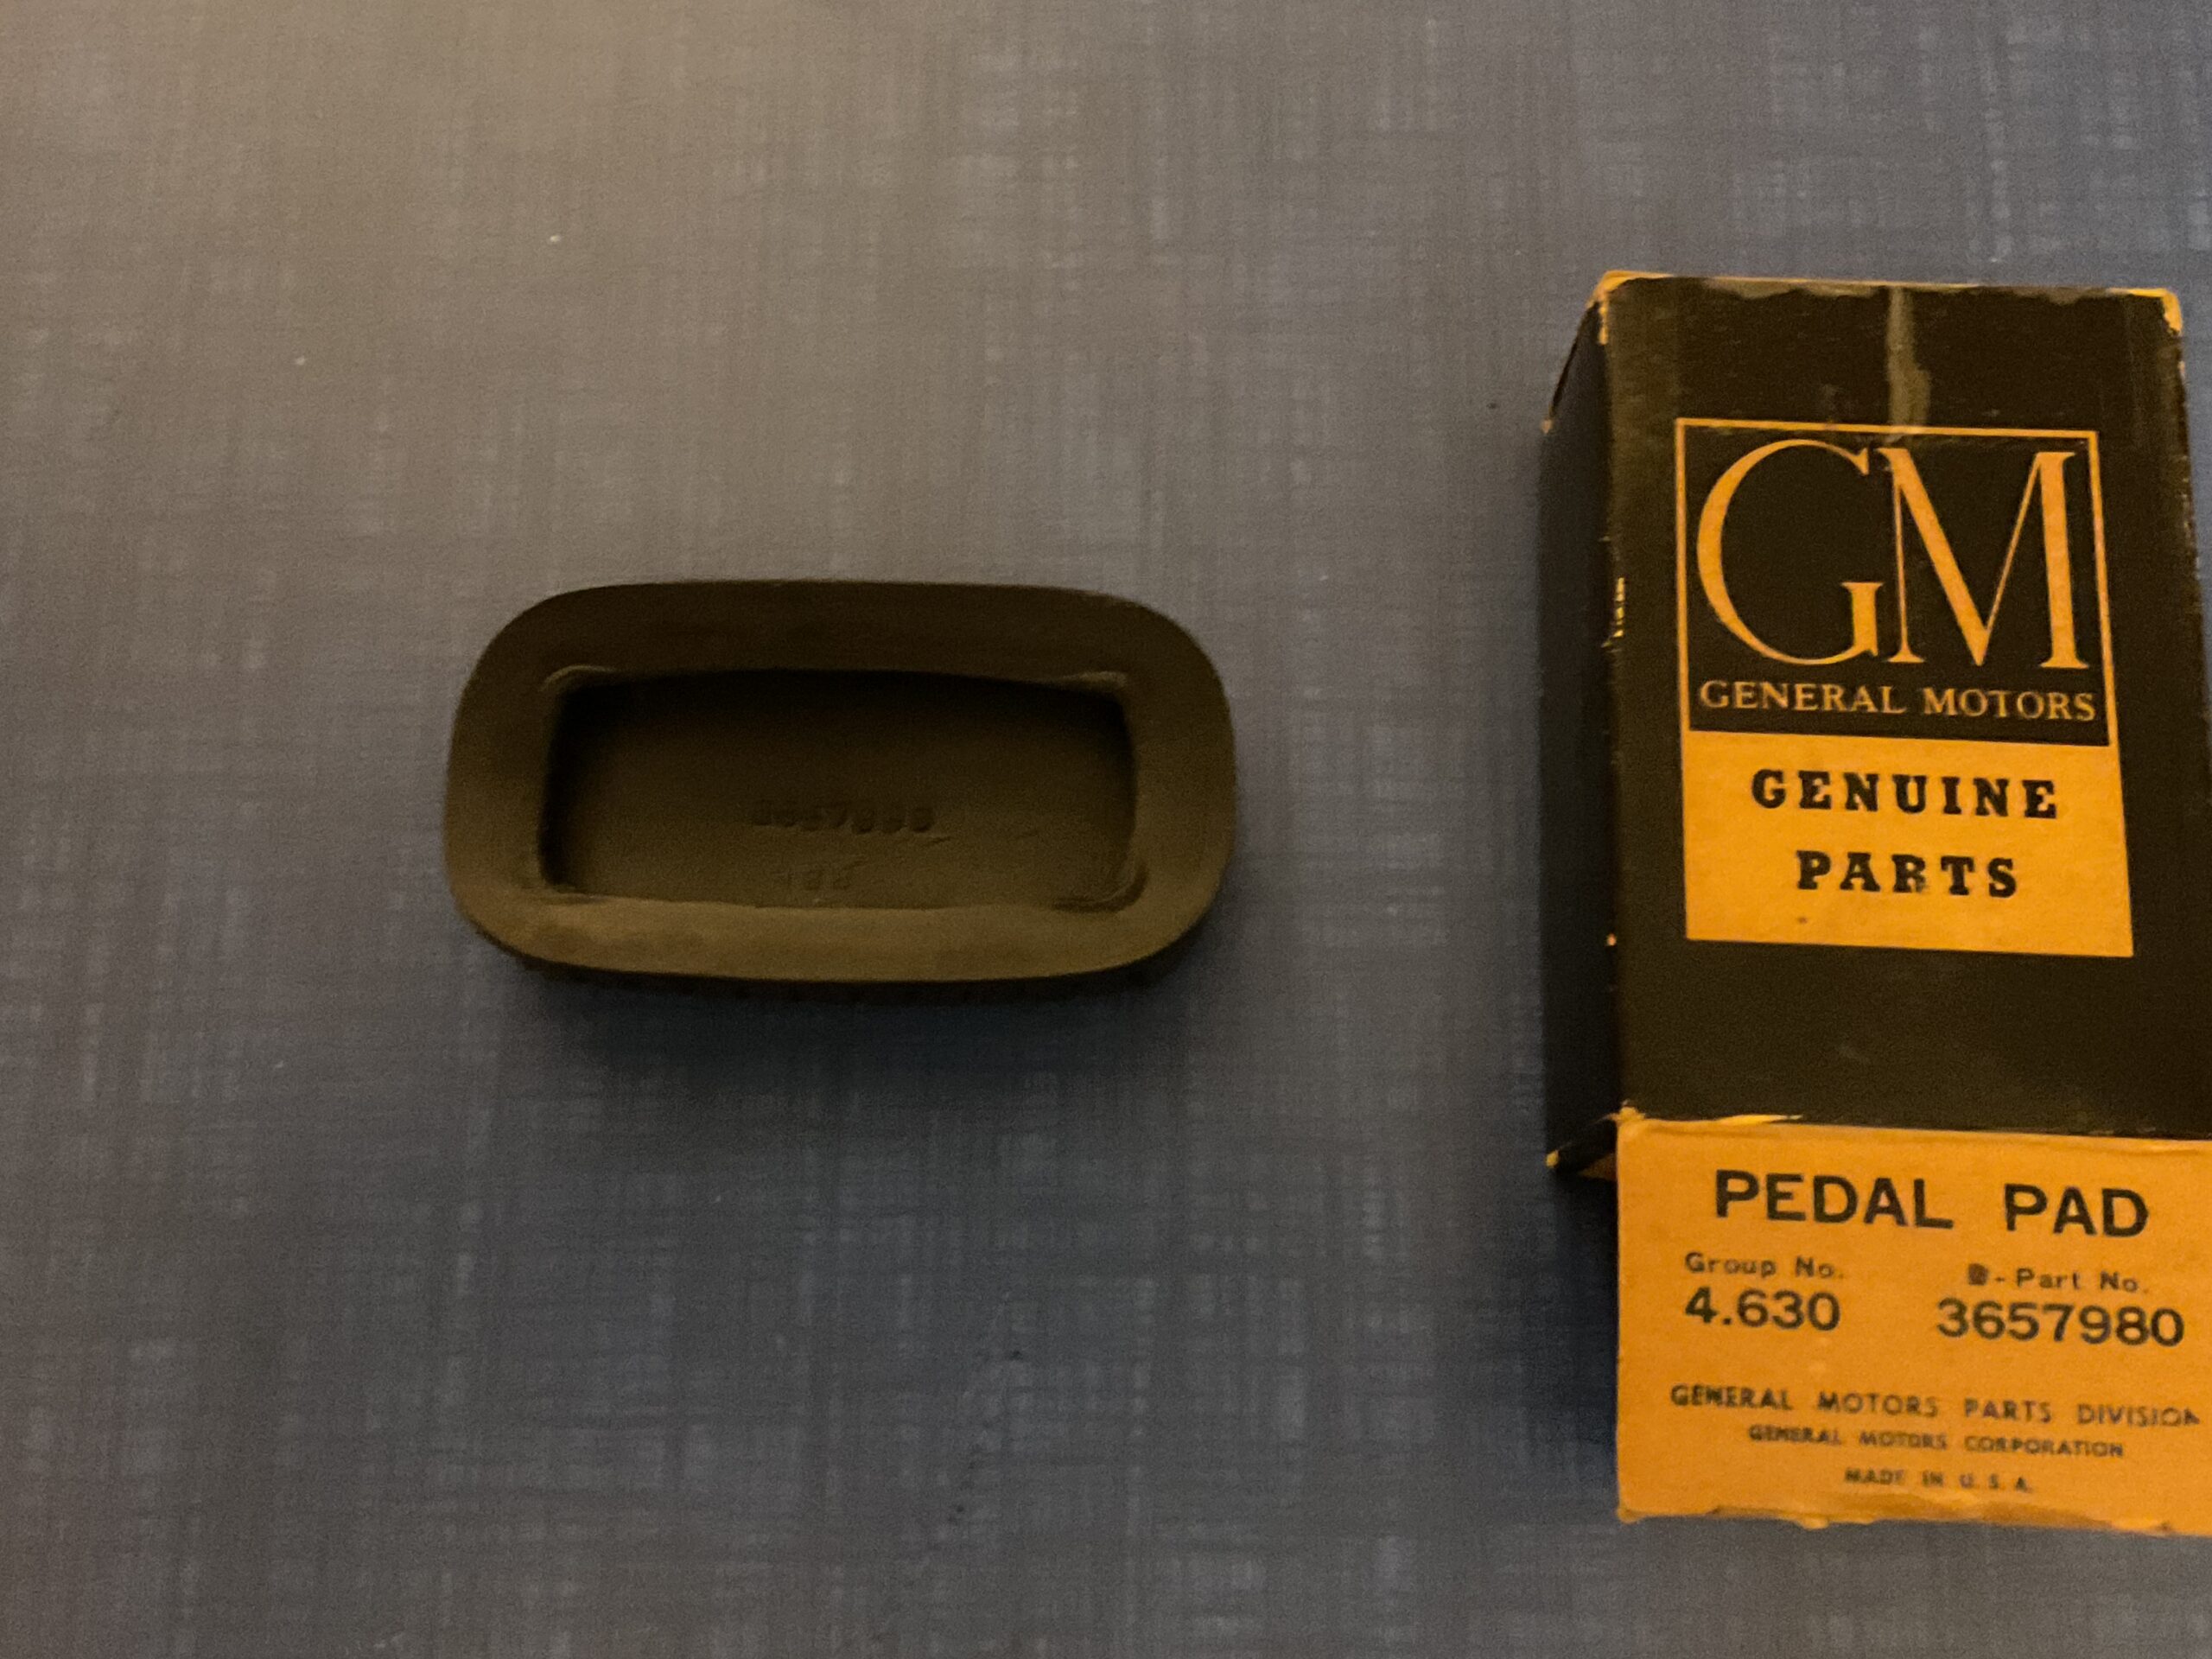 GM
GENERAL MOTORS
GENUINE
PARTS
PEDAL PAD
Group No.
-Part No.
4.630
3657980
GENERAL MOTORS PARTS DIVISION
GENERAL MOTORS CORPORATION
MADE IN U. S. A.